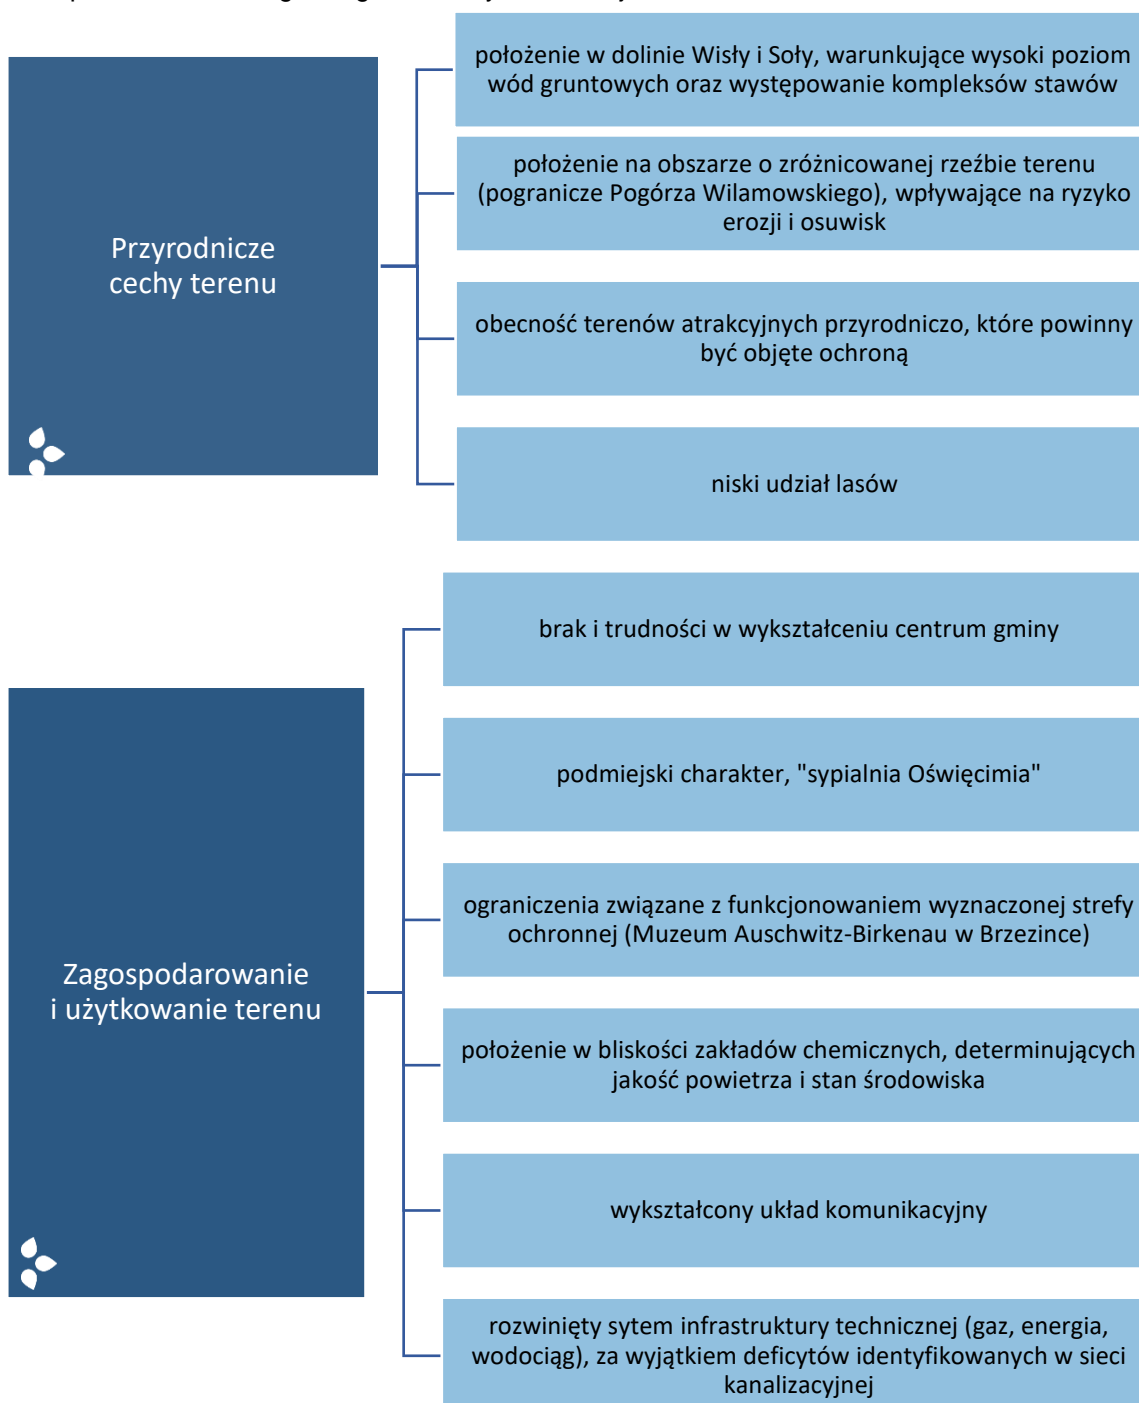 Przyrodnicze
cechy terenu
położenie w dolinie Wisły i Soły, warunkujące wysoki poziom
wód gruntowych oraz występowanie kompleksów stawów
położenie na obszarze o zróżnicowanej rzeźbie terenu
(pogranicze Pogórza Wilamowskiego), wpływające na ryzyko
erozji i osuwisk
obecność terenów atrakcyjnych przyrodniczo, które powinny
być objęte ochroną
niski udział lasów
Zagospodarowanie
i użytkowanie terenu
brak i trudności w wykształceniu centrum gminy
podmiejski charakter, "sypialnia Oświęcimia"
ograniczenia związane z funkcjonowaniem wyznaczonej strefy
ochronnej (Muzeum Auschwitz-Birkenau w Brzezince)
położenie w bliskości zakładów chemicznych, determinujących
jakość powietrza i stan środowiska
wykształcony układ komunikacyjny
rozwinięty sytem infrastruktury technicznej (gaz, energia,
wodociąg), za wyjątkiem deficytów identyfikowanych w sieci
kanalizacyjnej